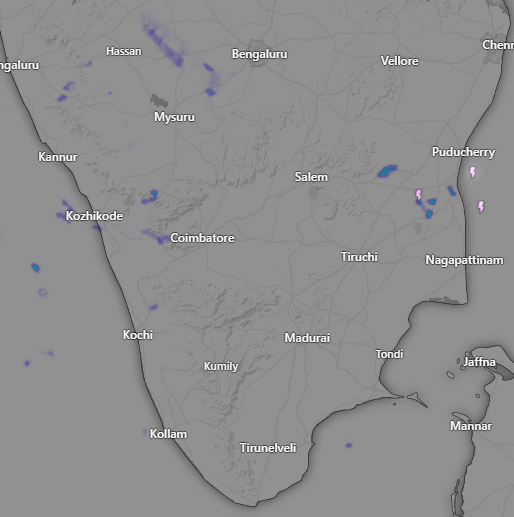 Hassan
Bengaluru
Chenn
ngaluru
Vellore
Mysuru
Kannur
Puducherry
Salem
Kozhikode
Coimbatore
Tiruchi
Nagapattinam
Kochi
Madurai
Tondi
Kumily
Jaffna
Kollam
Mannar
Tirunelveli